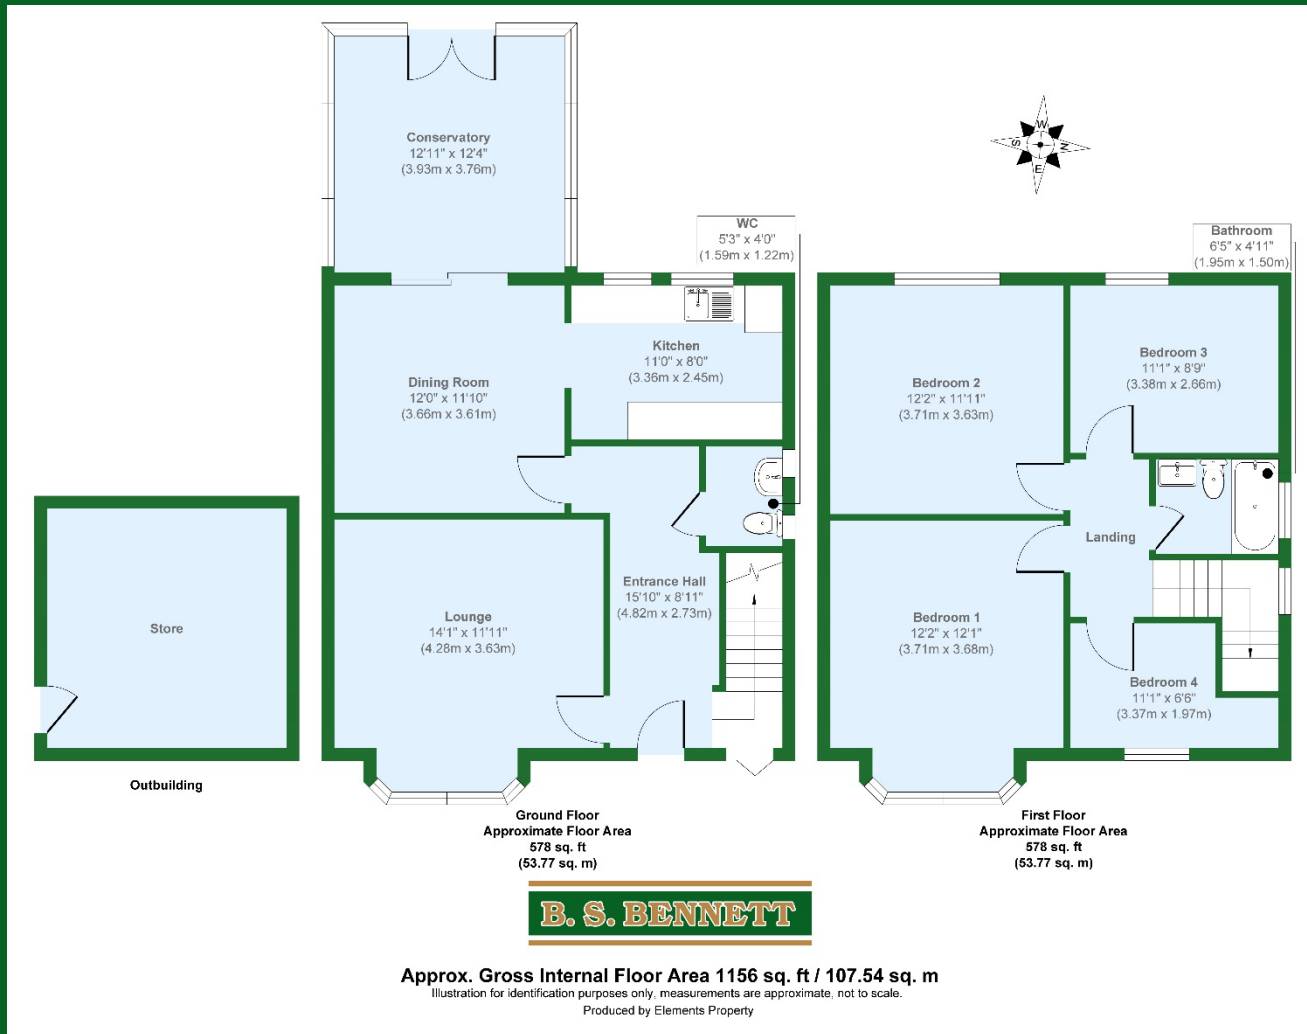 Conservatory
12'11" x 12'4"
(3.93m x 3.76m)
W
S
N
E
WC
5'3" x 4'0"
(1.59m x 1.22m)
Bathroom
6'5" x 4'11"
(1.95m x 1.50m)
Kitchen
11'0" x 8'0"
(3.36m x 2.45m)
Dining Room
12'0" x 11'10"
(3.66m x 3.61m)
Bedroom 2
12'2" x 11'11"
(3.71m x 3.63m)
Bedroom 3
11'1" x 8'9"
(3.38m x 2.66m)
Landing
Store
Lounge
14'1" x 11'11"
(4.28m x 3.63m)
Entrance Hall
15'10" x 8'11"
(4.82m x 2.73m)
Bedroom 1
12'2" x 12'1"
(3.71m x 3.68m)
Bedroom 4
11'1" x 6'6"
(3.37m x 1.97m)
Outbuilding
Ground Floor
Approximate Floor Area
578 sq. ft
(53.77 sq. m)
First Floor
Approximate Floor Area
578 sq. ft
(53.77 sq. m)
B. S. BENNETT
Approx. Gross Internal Floor Area 1156 sq. ft / 107.54 sq. m
Illustration for identification purposes only, measurements are approximate, not to scale.
Produced by Elements Property